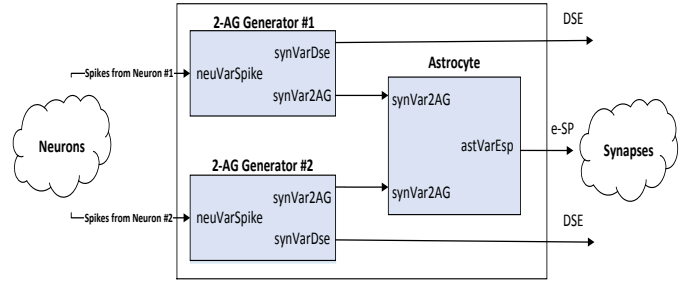 2-AG Generator #1
DSE
synVarDse
Spikes from Neuron #1
neuVarSpike
synVar2AG
Astrocyte
synVar2AG
Neurons
astVarEsp
e-SP
Synapses
2-AG Generator #2
synVar2AG
synVar2AG
Spikes from Neuron #2
neuVarSpike
synVarDse
DSE